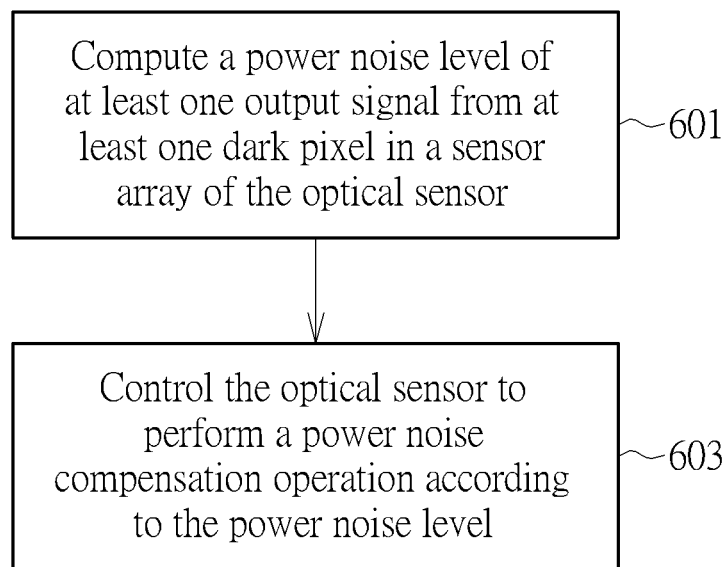 Compute a power noise level of
at least one output signal from at
least one dark pixel in a sensor
array of the optical sensor
601
Control the optical sensor to
perform a power noise
compensation operation according
to the power noise level
603